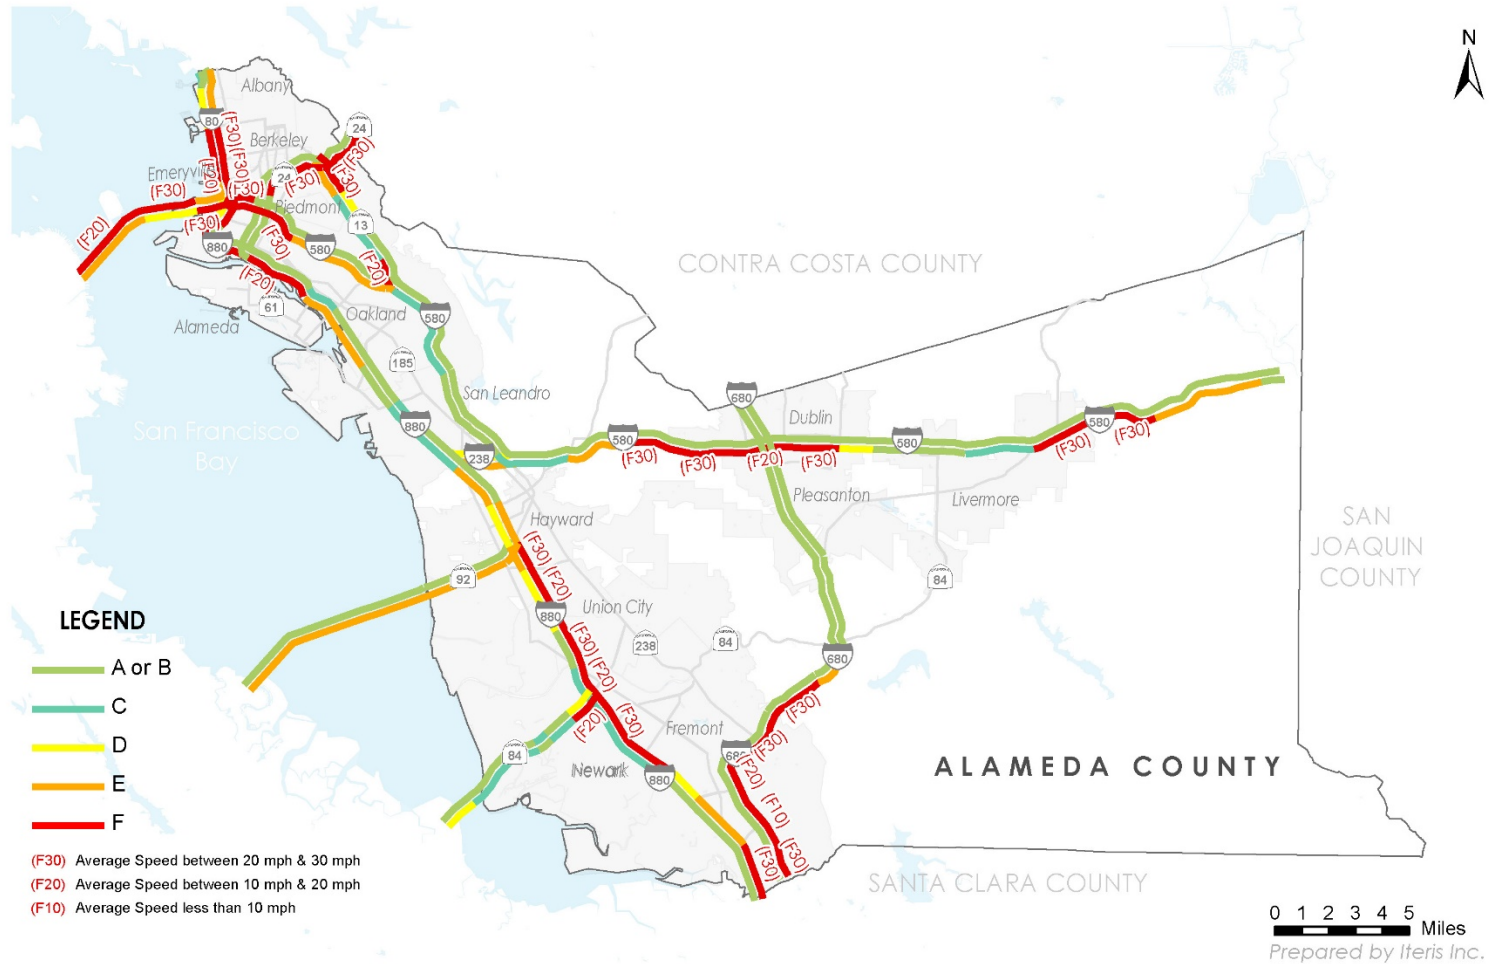 N
Albany
80
(F30)
(F30)
24
Berkeley
(F30)
Emeryville
(F20)
(F30)
24
(F30)
(F30)
(F30)
Piedmont
13
(F20)
(F30)
880
(F30)
580
(F20)
(F20)
CONTRA COSTA COUNTY
61
Oakland
580
Alameda
185
San Leandro
680
Dublin
580
San Francisco
Bay
880
580
580
(F30)
(F30)
238
(F30)
(F30)
(F20)
(F30)
Pleasanton
Livermore
Hayward
SAN
JOAQUIN
COUNTY
(F30)
(F20)
92
84
880
Union City
(F30)
(F20)
238
84
680
(F30)
(F20)
(F30)
Fremont
(F30)
84
680
Newark
880
(F20)
(F10)
(F30)
(F30)
ALAMEDA COUNTY
SANTA CLARA COUNTY
LEGEND
A or B
C
D
E
F
(F30) Average Speed between 20 mph & 30 mph
(F20) Average Speed between 10 mph & 20 mph
(F10) Average Speed less than 10 mph
0 1 2 3 4 5
Miles
Prepared by Iteris Inc.